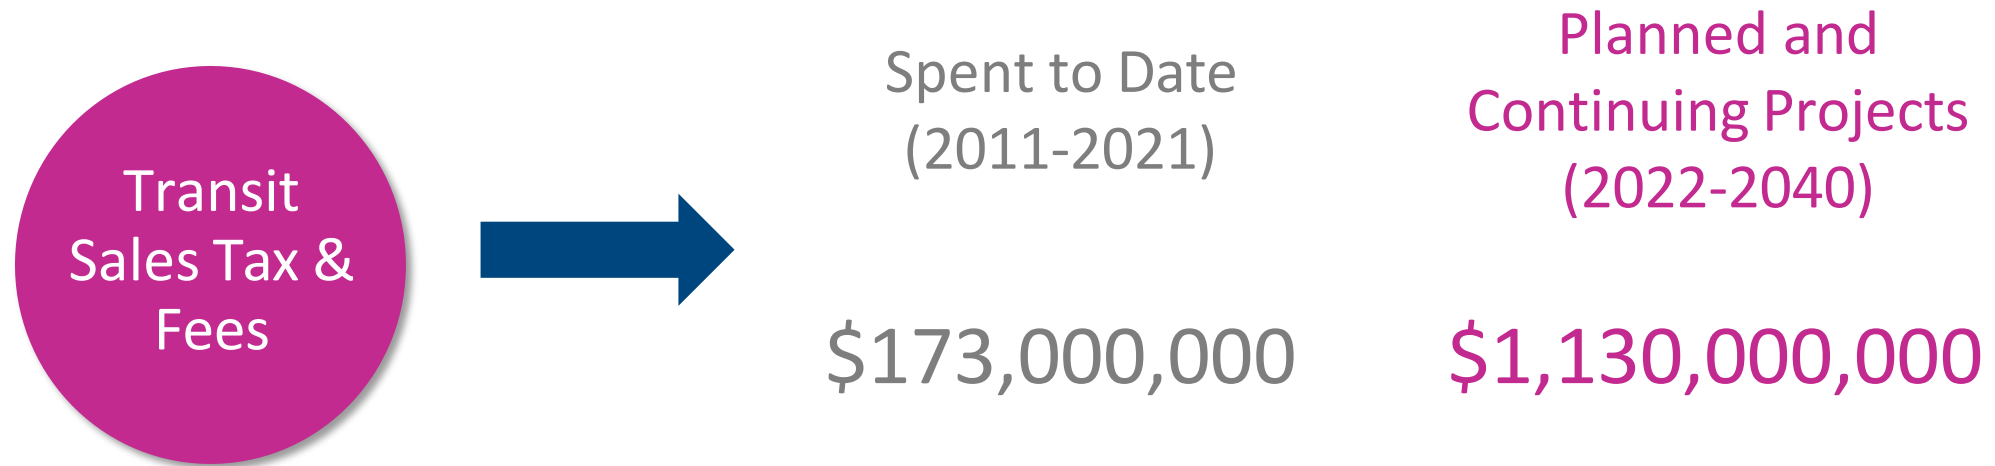 Transit
Sales Tax &
Fees
Spent to Date
(2011-2021)
$173,000,000
Planned and
Continuing Projects
(2022-2040)
$1,130,000,000